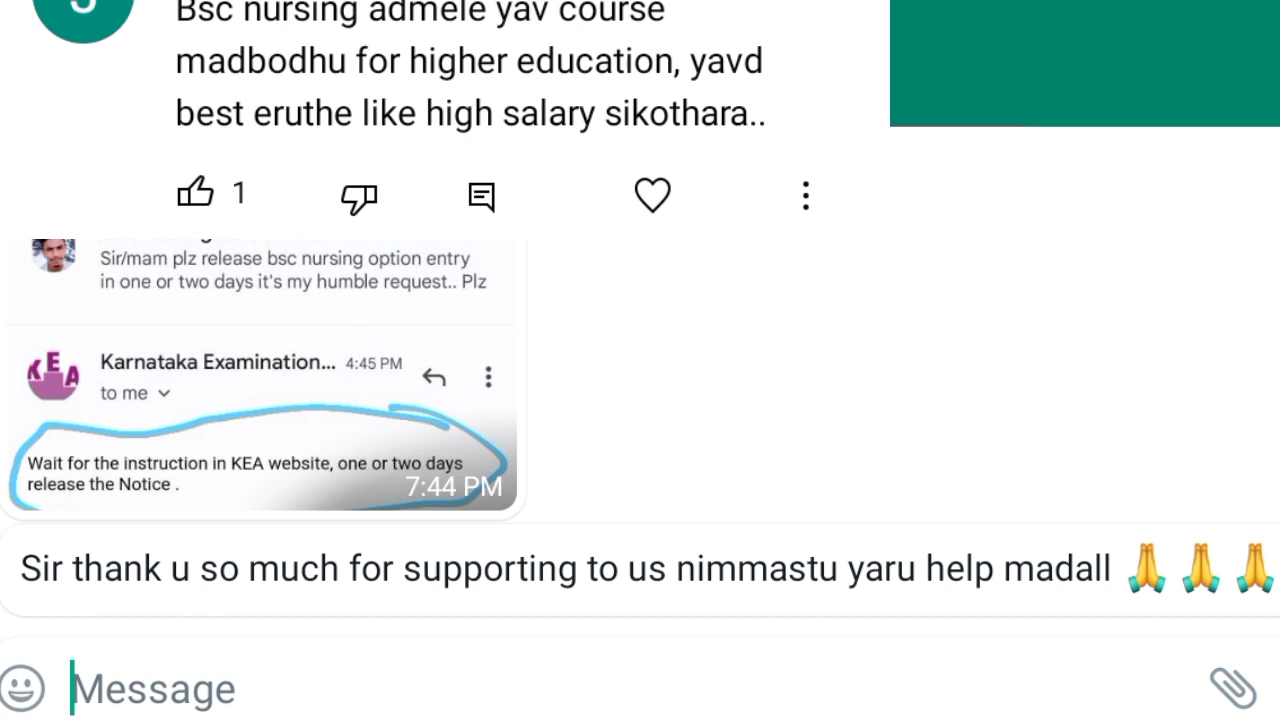 Bsc nursing admele yav course
madbodhu for higher education, yavd
best eruthe like high salary sikothara..
1
Sir/mam plz release bsc nursing option entry
in one or two days it's my humble request.. Plz
KEA
Karnataka Examination... 4:45 PM
to me
Wait for the instruction in KEA website, one or two days
release the Notice .
7:44 PM
Sir thank u so much for supporting to us nimmastu yaru help madall 🙏 🙏 🙏
Message